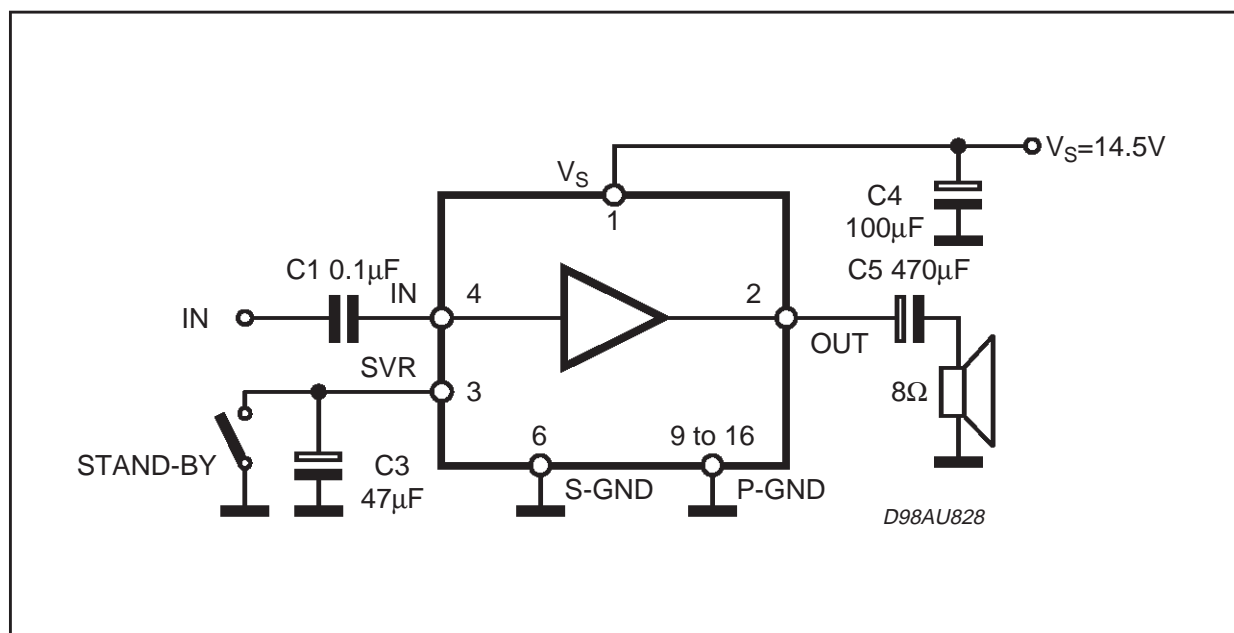 V_S=14.5V
V_S
1
C4
100μF
C1 0.1μF
C5 470μF
IN
IN
4
2
OUT
SVR
3
8Ω
STAND-BY
C3
47μF
6
S-GND
9 to 16
P-GND
D98AU828